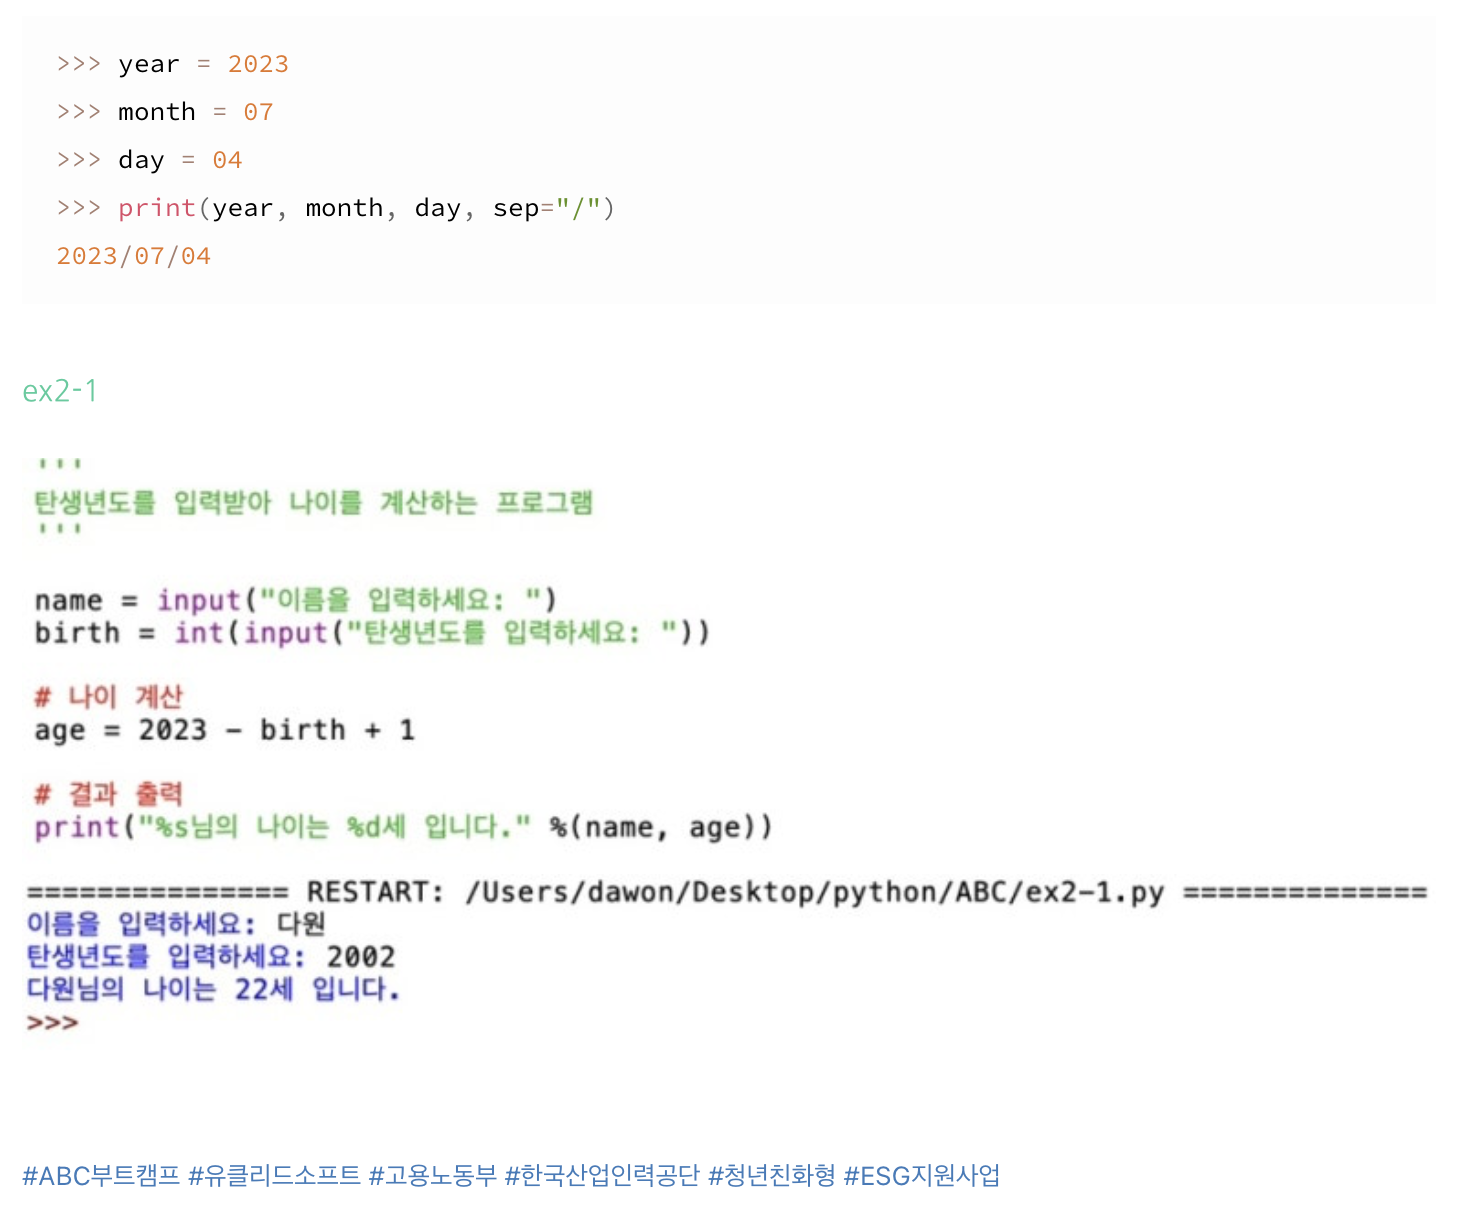 >>> year = 2023
>>> month = 07
>>> day = 04
>>> print(year, month, day, sep="/")
2023/07/04
ex2-1
'''
탄생년도를 입력받아 나이를 계산하는 프로그램
'''
name = input("이름을 입력하세요: ")
birth = int(input("탄생년도를 입력하세요: "))
# 나이 계산
age = 2023 - birth + 1
# 결과 출력
print("%s님의 나이는 %d세 입니다." %(name, age))
=============== RESTART: /Users/dawon/Desktop/python/ABC/ex2-1.py ==============
이름을 입력하세요: 다원
탄생년도를 입력하세요: 2002
다원님의 나이는 22세 입니다.
>>>
#ABC부트캠프 #유클리드소프트 #고용노동부 #한국산업인력공단 #청년친화형 #ESG지원사업